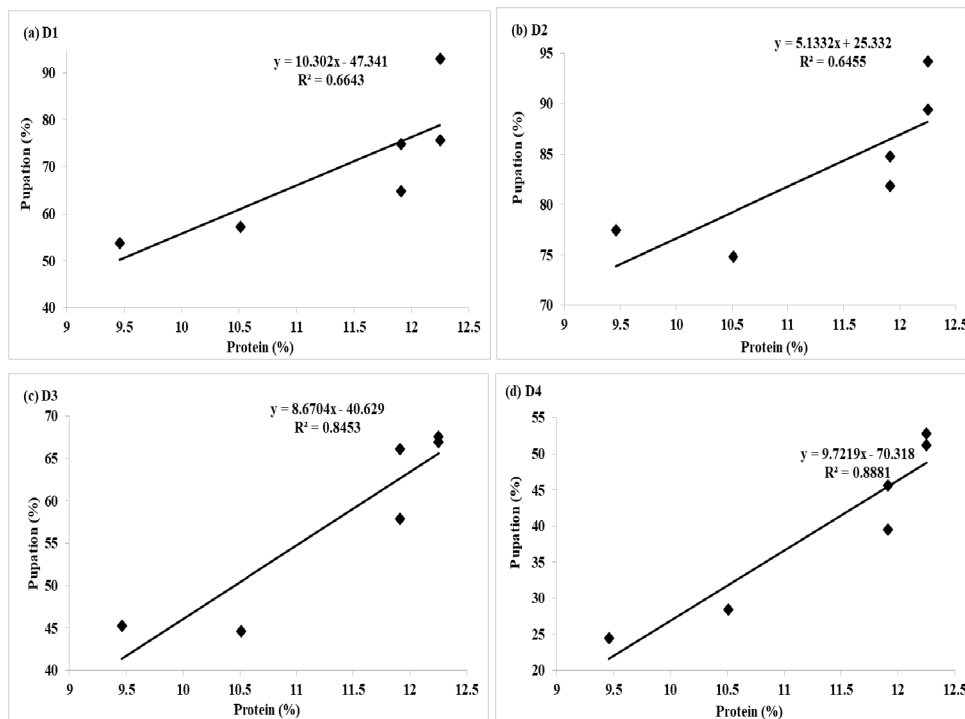 (a) D1
y = 10.302x - 47.341
R² = 0.6643
90
80
70
60
50
40
Pupation (%)
9 9.5 10 10.5 11 11.5 12 12.5
Protein (%)
(b) D2
y = 5.1332x + 25.332
R² = 0.6455
95
90
85
80
75
70
Pupation (%)
9 9.5 10 10.5 11 11.5 12 12.5
Protein (%)
(c) D3
y = 8.6704x - 40.629
R² = 0.8453
70
65
60
55
50
45
40
Pupation (%)
9 9.5 10 10.5 11 11.5 12 12.5
Protein (%)
(d) D4
y = 9.7219x - 70.318
R² = 0.8881
55
50
45
40
35
30
25
20
Pupation (%)
9 9.5 10 10.5 11 11.5 12 12.5
Protein (%)